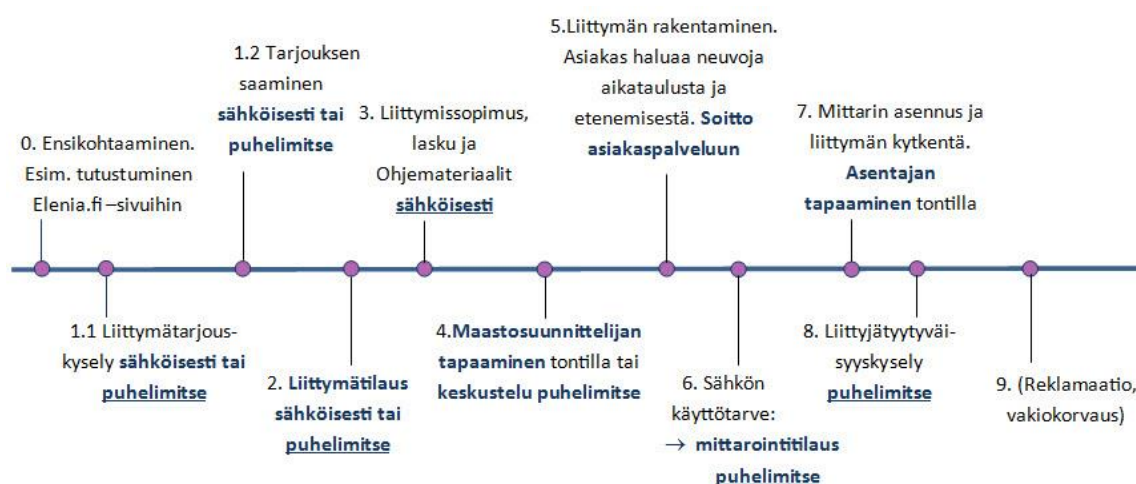 0. Ensikohtaaminen.
Esim. tutustuminen
Elenia.fi –sivuihin
1.1 Liittymätarjous-
kysely sähköisesti tai
puhelimitse
1.2 Tarjouksen
saaminen
sähköisesti tai
puhelimitse
2. Liittymätilaus
sähköisesti tai
puhelimitse
3. Liittymissopimus,
lasku ja
Ohjemateriaalit
sähköisesti
4.Maastosuunnittelijan
tapaaminen tontilla tai
keskustelu puhelimitse
5.Liittymän rakentaminen.
Asiakas haluaa neuvoja
aikataulusta ja
etenemisestä. Soitto
asiakaspalveluun
6. Sähkön
käyttötarve:
→ mittarointitilaus
puhelimitse
7. Mittarin asennus ja
liittymän kytkentä.
Asentajan
tapaaminen tontilla
8. Liittyjätyytyväi-
syyskysely
puhelimitse
9. (Reklamaatio,
vakiokorvaus)